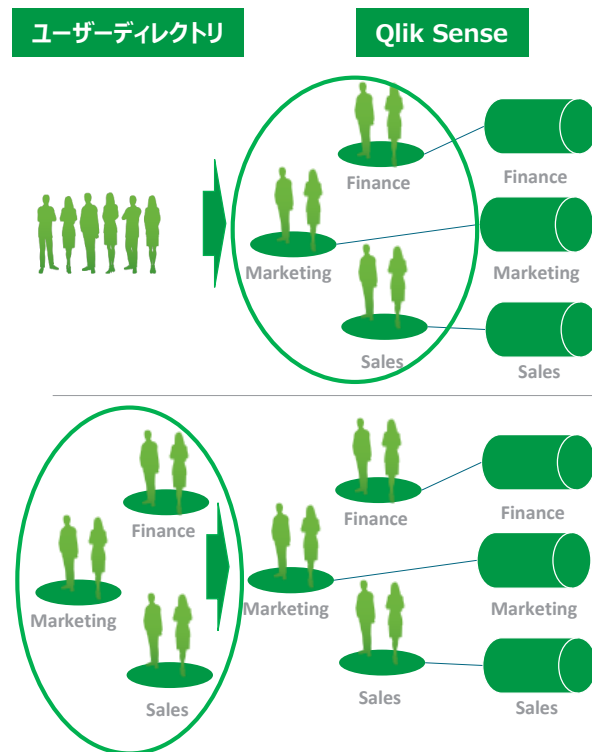 ユーザーディレクトリ
Qlik Sense
Finance
Finance
Marketing
Marketing
Sales
Sales
Finance
Finance
Finance
Marketing
Marketing
Marketing
Sales
Sales
Sales